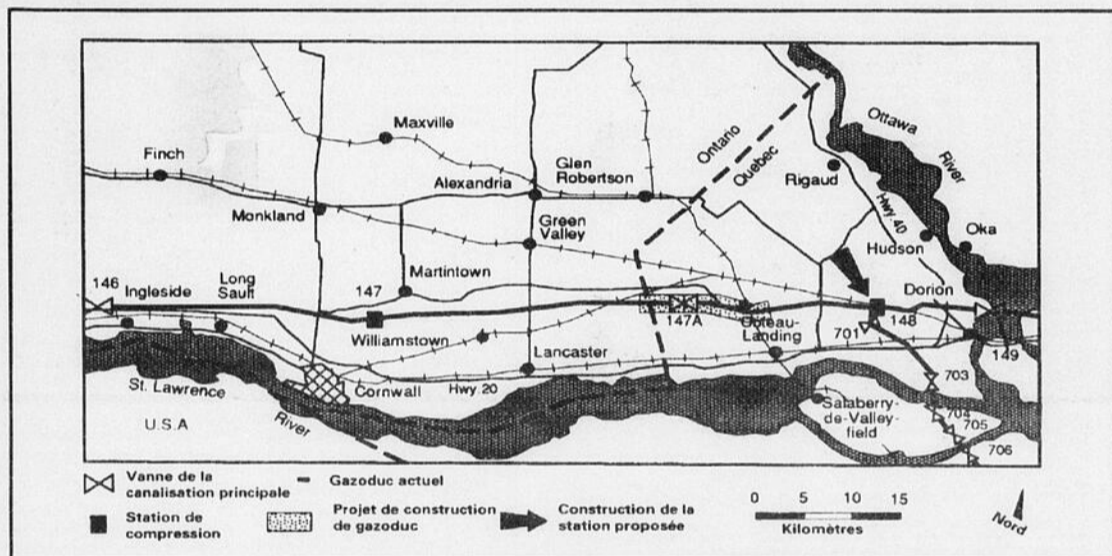 Ottawa
River
Maxville
Ontario
Quebec
Finch
Glen
Robertson
Alexandria
Rigaud
Hwy. 40
Oka
Monkland
Green
Valley
Hudson
146
Long
Sault
Martintown
Ingleside
147
Dorion
147A
Côteau-
Landing
701
148
149
Williamstown
Lancaster
703
St. Lawrence
River
Cornwall
Hwy. 20
Salaberry-
de-Valley-
field
704
705
706
U.S.A
Vanne de la
canalisation principale
Gazoduc actuel
Station de
compression
Projet de construction
de gazoduc
Construction de la
station proposée
0 5 10 15
Kilomètres
Nord